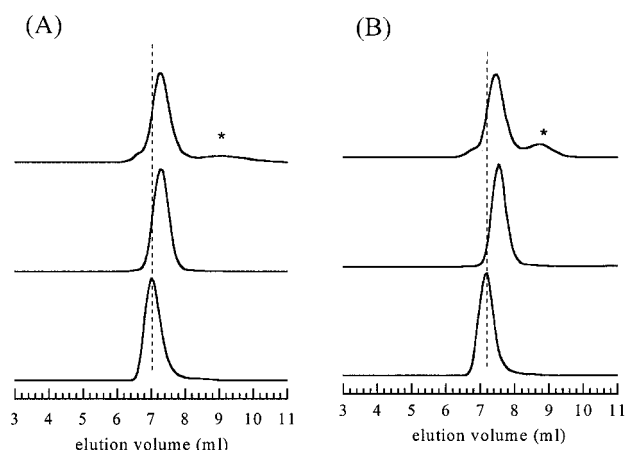 (A)
*
3 4 5 6 7 8 9 10 11
elution volume (ml)
(B)
*
3 4 5 6 7 8 9 10 11
elution volume (ml)